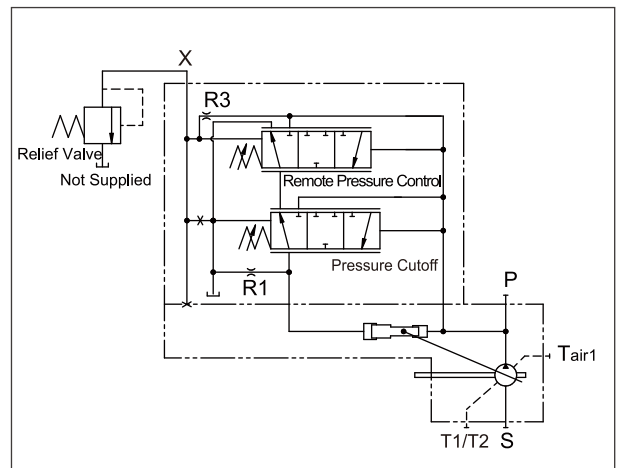 X
R3
Relief Valve
Not Supplied
Remote Pressure Control
Pressure Cutoff
R1
P
Tair1
T1/T2
S